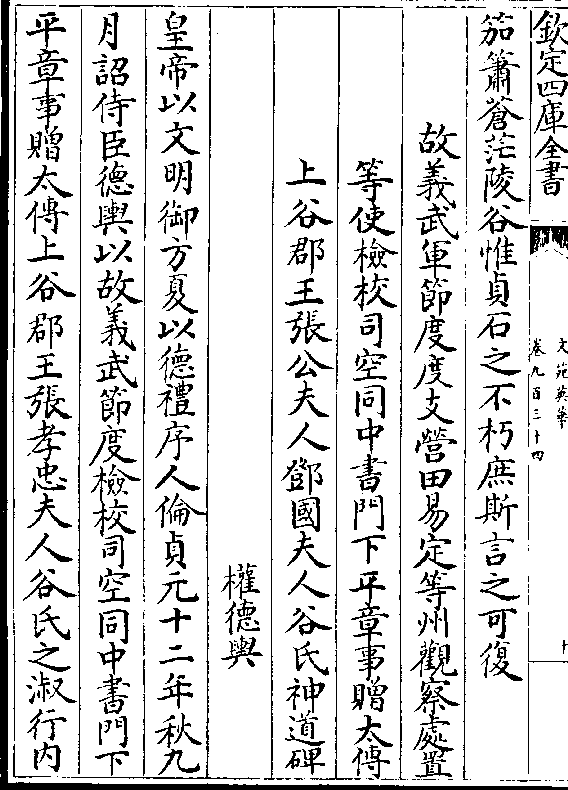 欽定四庫全書
文苑英華
卷九百三十四
笳簫蒼茫陵谷惟貞石之不朽庶斯言之可復
故義武軍節度度支營田易定等州觀察處置
等使檢校司空同中書門下平章事贈太傅
上谷郡王張公夫人鄧國夫人谷氏神道碑
權德輿
皇帝以文明御方夏以德禮序人倫貞元十二年秋九
月詔侍臣德輿以故義武節度檢校司空同中書門下
平章事贈太傅上谷郡王張孝忠夫人谷氏之淑行内